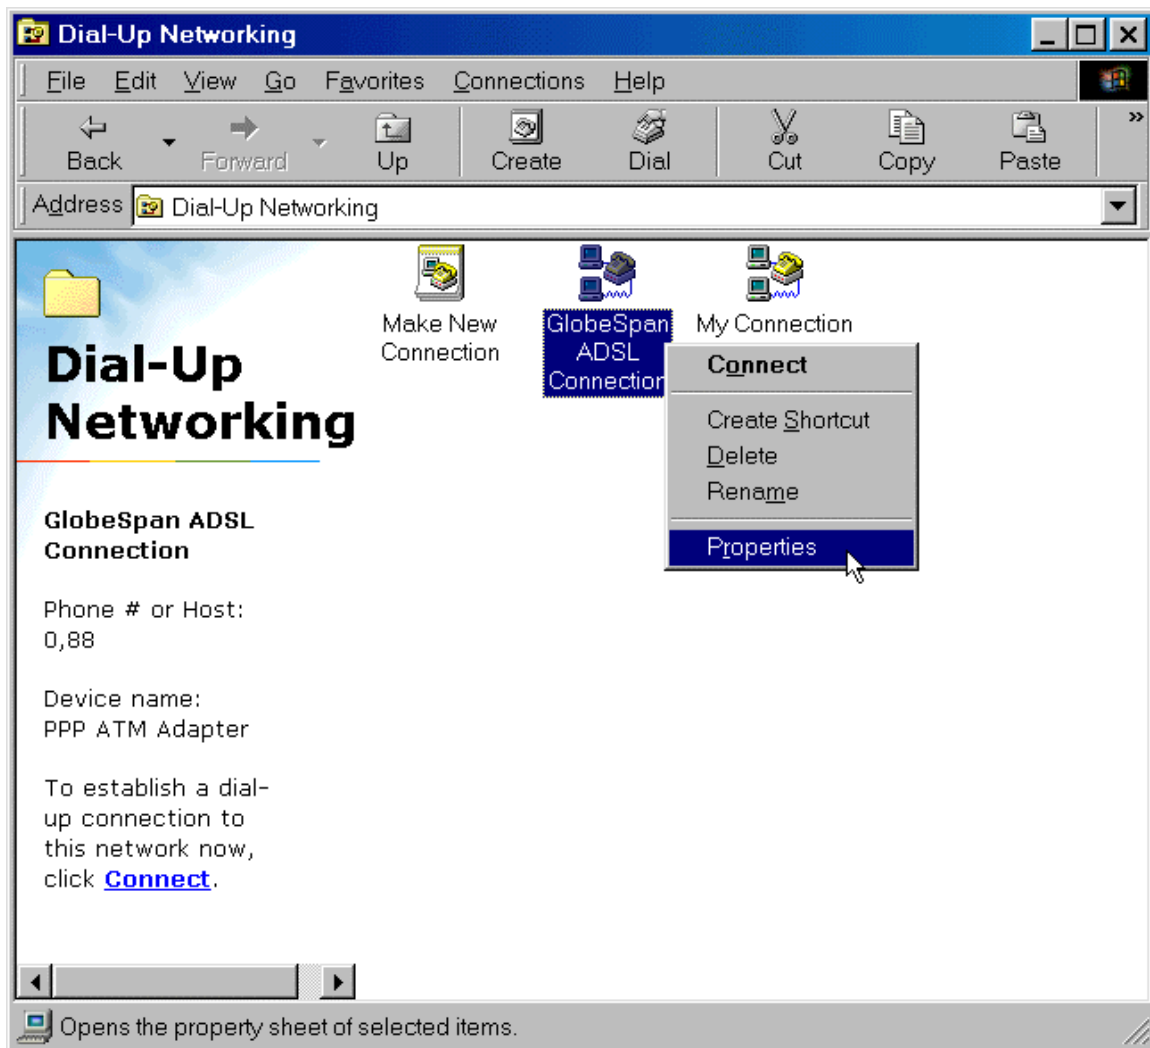 Dial-Up Networking
File Edit View Go Favorites Connections Help
Back Forward Up Create Dial Cut Copy Paste »
Address Dial-Up Networking
Dial-Up
Networking
GlobeSpan ADSL
Connection
Phone # or Host:
0,88
Device name:
PPP ATM Adapter
To establish a dial-
up connection to
this network now,
click Connect.
Make New
Connection
GlobeSpan
ADSL
Connection
My Connection
Connect
Create Shortcut
Delete
Rename
Properties
Opens the property sheet of selected items.